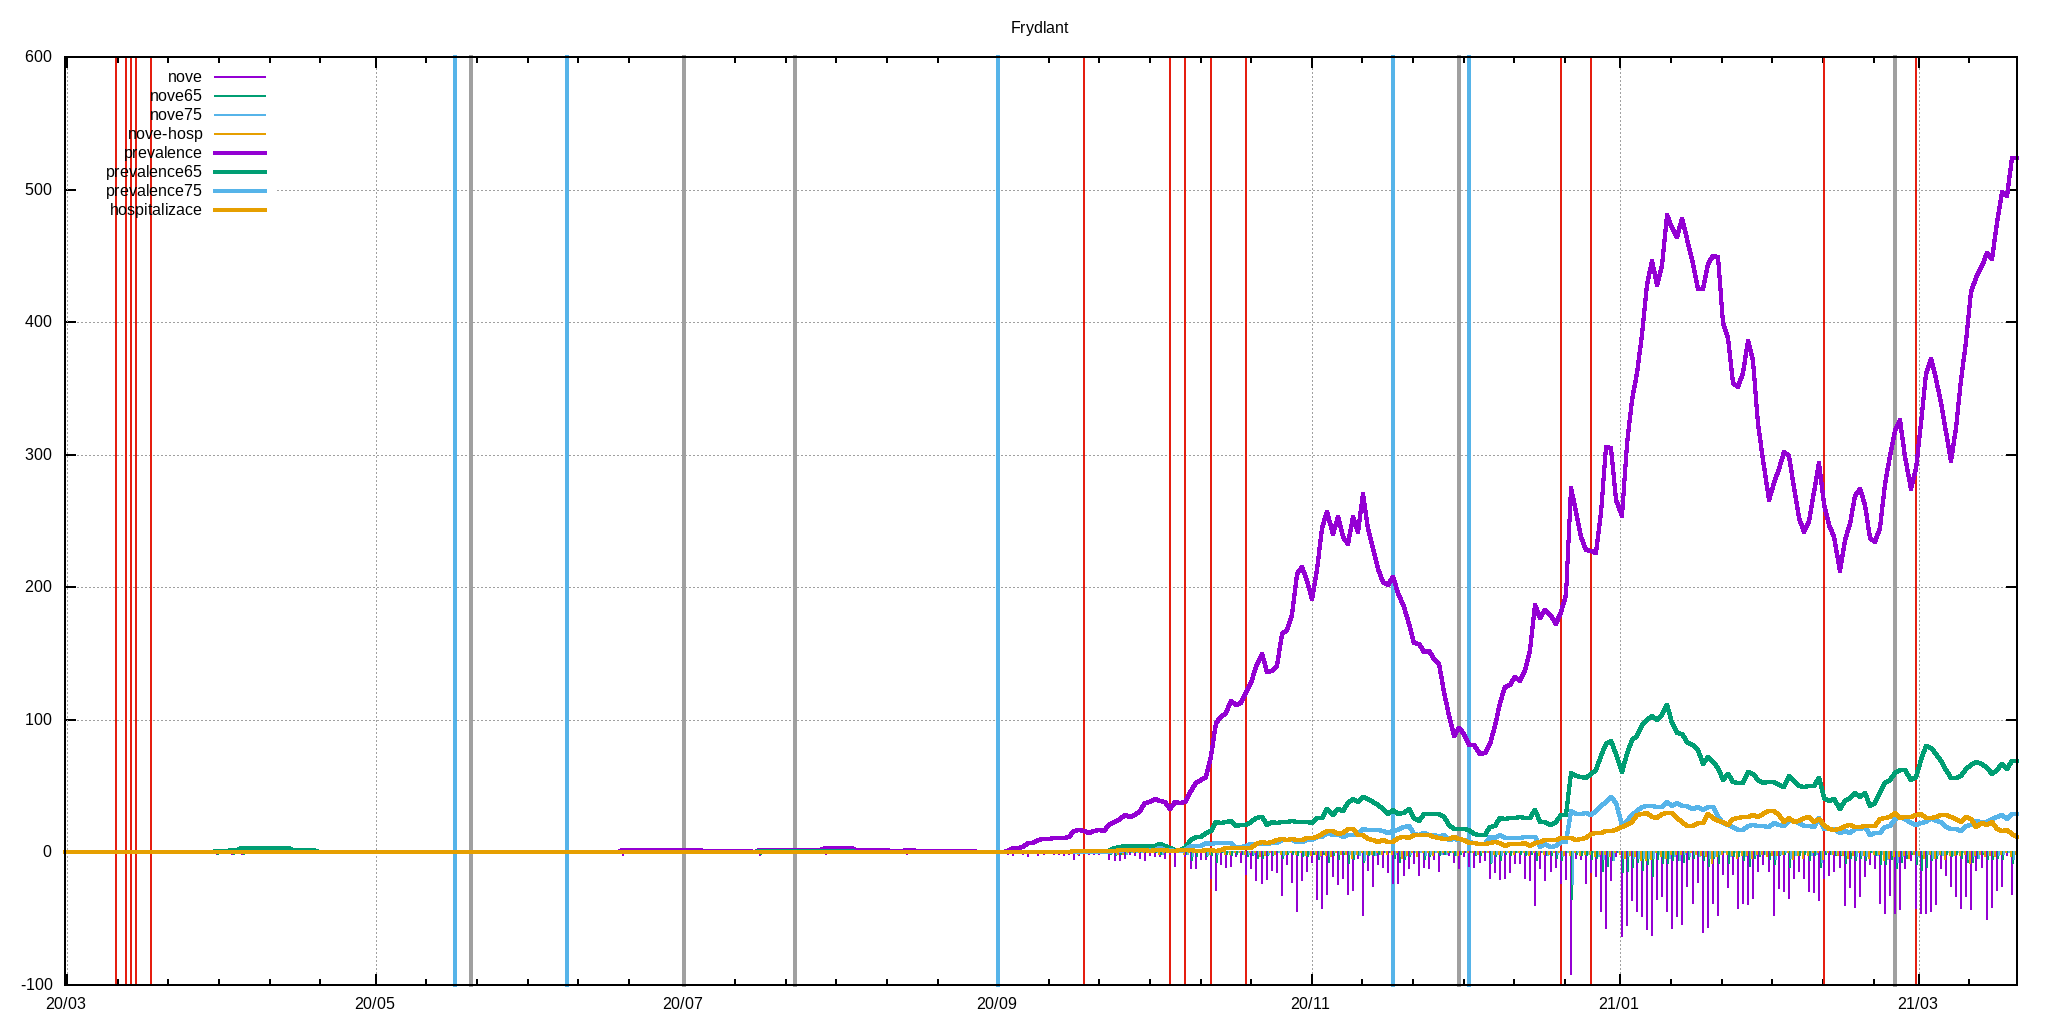 Frydlant
600
500
400
300
200
100
0
-100
nove
nove65
nove75
nove-hosp
prevalence
prevalence65
prevalence75
hospitalizace
20/03 20/05 20/07 20/09 20/11 21/01 21/03